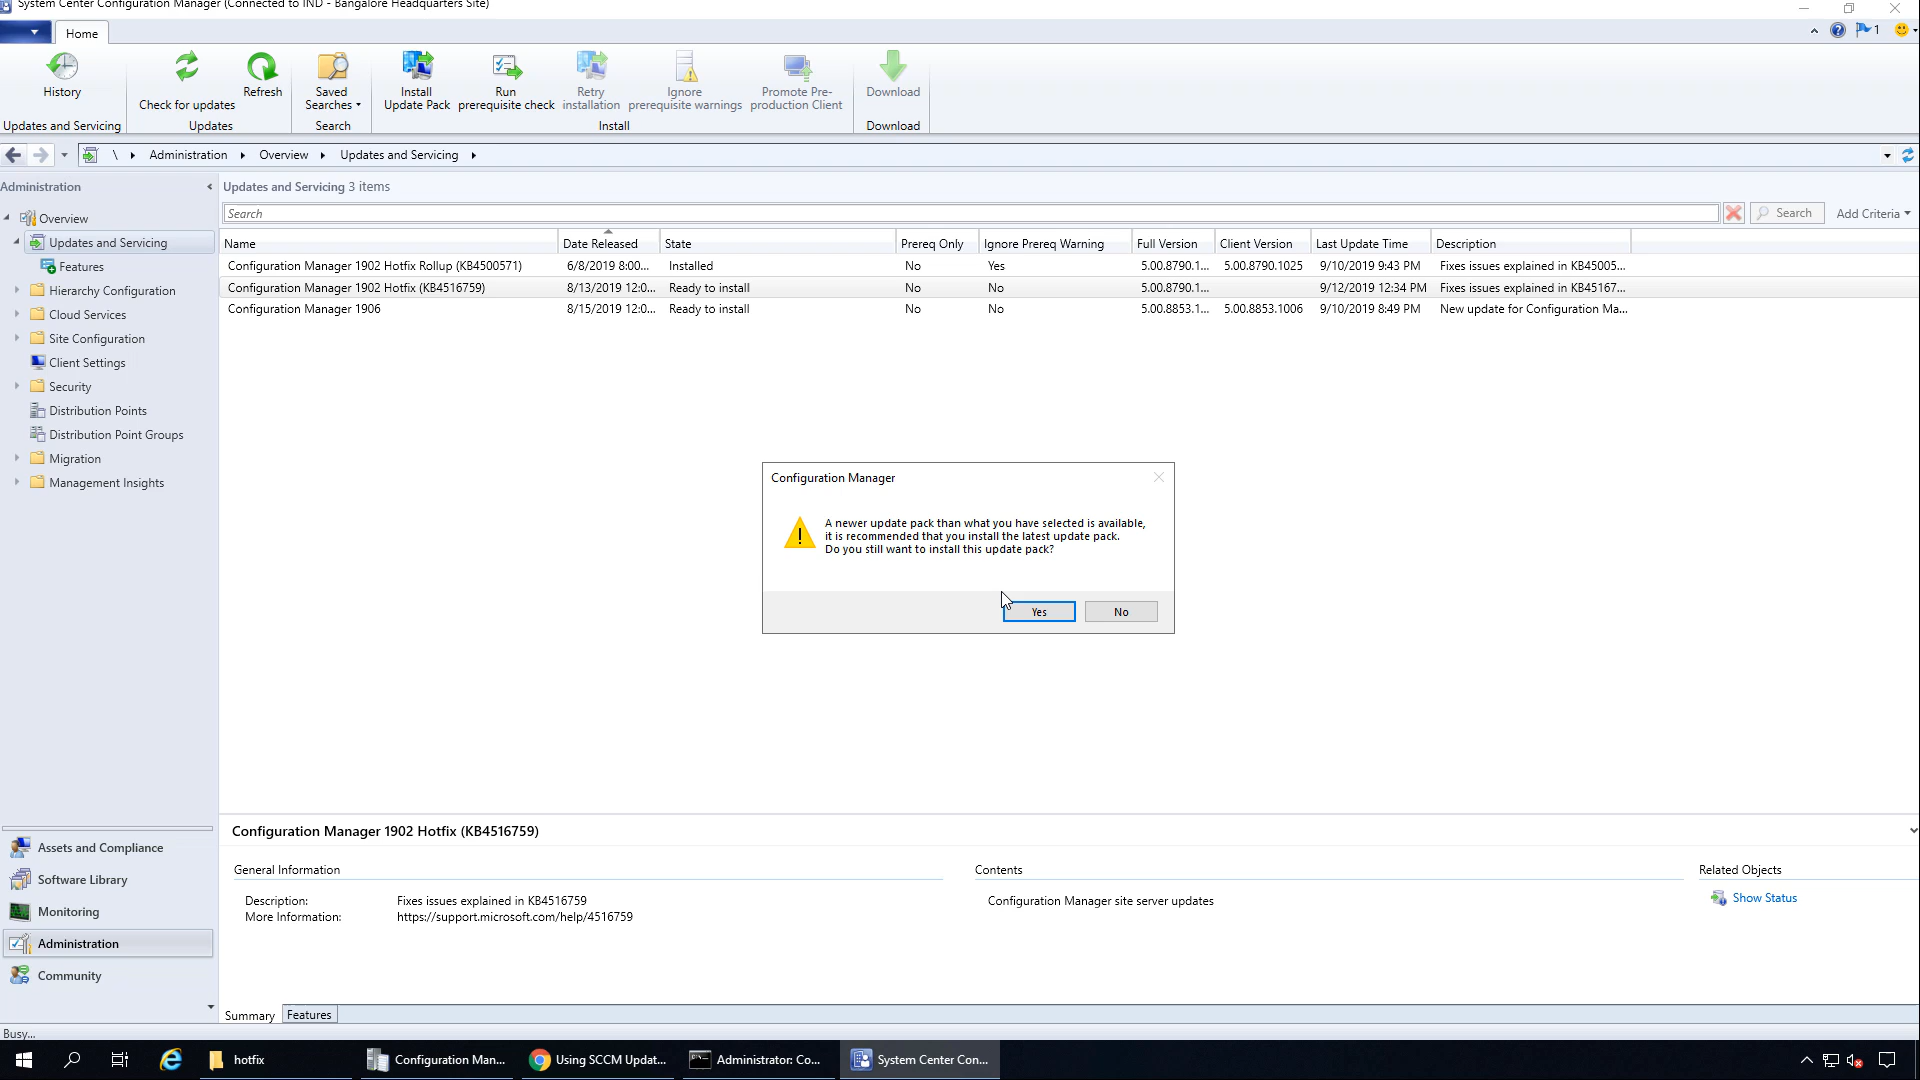 System Center Configuration Manager (Connected to IND - Bangalore Headquarters Site)
Home
1
History
Check for updates
Refresh
Saved Searches
Install Update Pack
Run prerequisite check
Retry installation
Ignore prerequisite warnings
Promote Pre-production Client
Download
Updates and Servicing
Updates
Search
Install
Download
\ Administration Overview Updates and Servicing
Administration
Overview
Updates and Servicing
Features
Hierarchy Configuration
Cloud Services
Site Configuration
Client Settings
Security
Distribution Points
Distribution Point Groups
Migration
Management Insights
Updates and Servicing 3 items
Search
Search
Add Criteria
Name Date Released State Prereq Only Ignore Prereq Warning Full Version Client Version Last Update Time Description
Configuration Manager 1902 Hotfix Rollup (KB4500571) 6/8/2019 8:00... Installed No Yes 5.00.8790.1... 5.00.8790.1025 9/10/2019 9:43 PM Fixes issues explained in KB45005...
Configuration Manager 1902 Hotfix (KB4516759) 8/13/2019 12:0... Ready to install No No 5.00.8790.1... 9/12/2019 12:34 PM Fixes issues explained in KB45167...
Configuration Manager 1906 8/15/2019 12:0... Ready to install No No 5.00.8853.1... 5.00.8853.1006 9/10/2019 8:49 PM New update for Configuration Ma...
Configuration Manager
A newer update pack than what you have selected is available,
it is recommended that you install the latest update pack.
Do you still want to install this update pack?
Yes
No
Assets and Compliance
Software Library
Monitoring
Administration
Community
Configuration Manager 1902 Hotfix (KB4516759)
General Information
Description: Fixes issues explained in KB4516759
More Information: https://support.microsoft.com/help/4516759
Contents
Configuration Manager site server updates
Related Objects
Show Status
Summary
Features
Busy...
hotfix
Configuration Man...
Using SCCM Updat...
Administrator: Co...
System Center Con...